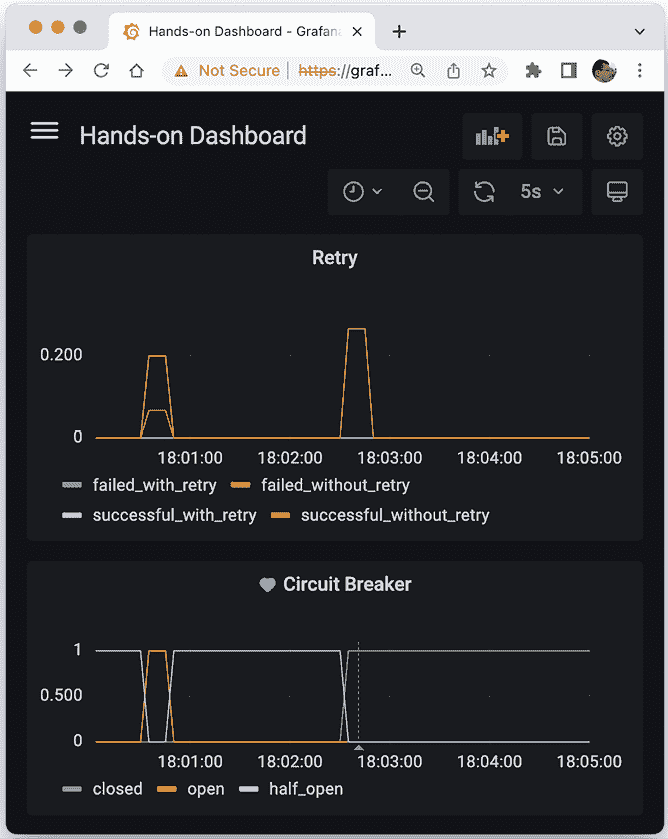 Hands-on Dashboard - Grafana
Not Secure https://graf...
Hands-on Dashboard
5s
Retry
0.200
0
18:01:00 18:02:00 18:03:00 18:04:00 18:05:00
failed_with_retry failed_without_retry
successful_with_retry successful_without_retry
Circuit Breaker
1
0.500
0
18:01:00 18:02:00 18:03:00 18:04:00 18:05:00
closed open half_open